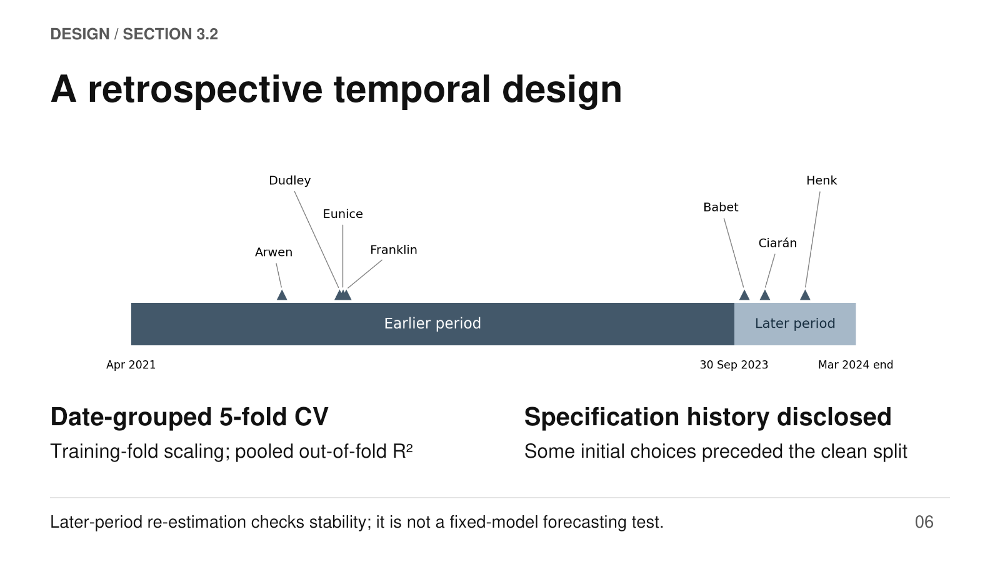 DESIGN / SECTION 3.2
A retrospective temporal design
Dudley
Henk
Babet
Eunice
Ciarán
Franklin
Arwen
Earlier period
Later period
Apr 2021
30 Sep 2023
Mar 2024 end
Date-grouped 5-fold CV
Training-fold scaling; pooled out-of-fold R²
Specification history disclosed
Some initial choices preceded the clean split
Later-period re-estimation checks stability; it is not a fixed-model forecasting test.
06